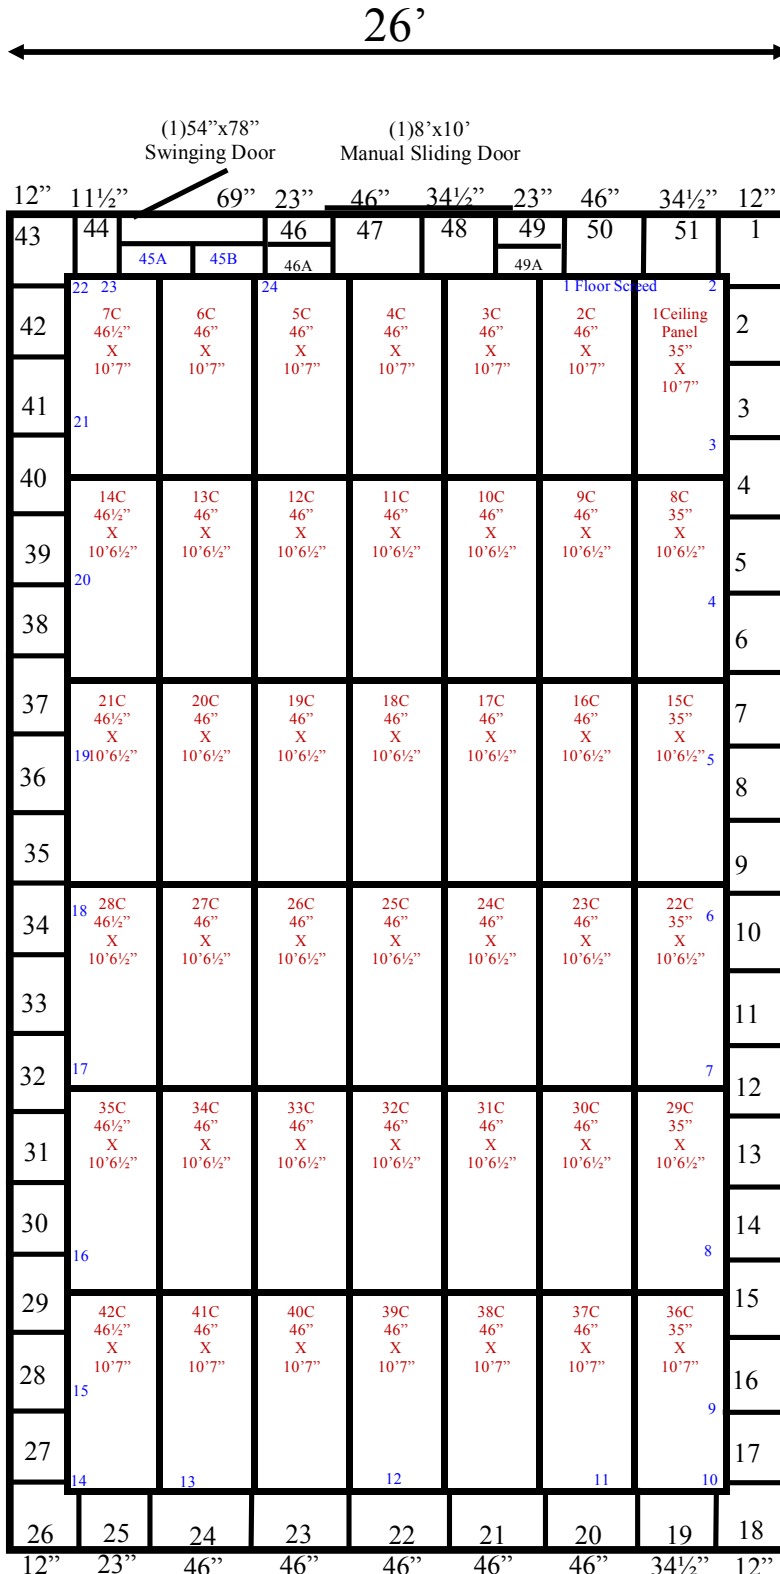 26’
(1)54”x78”
Swinging Door
(1)8’x10’
Manual Sliding Door
12” 11½” 69” 23” 46” 34½” 23” 46” 34½” 12”
43 44 46 47 48 49 50 51 1
45A 45B 46A 49A
22 23 24 1 Floor Screed 2
7C 6C 5C 4C 3C 2C 1Ceiling
46½” 46” 46” 46” 46” 46” Panel
X X X X X X 35”
10’7” 10’7” 10’7” 10’7” 10’7” 10’7” X
10’7”
42 2
41 21 3
3
40 4
14C 13C 12C 11C 10C 9C 8C
46½” 46” 46” 46” 46” 46” 35”
X X X X X X X
10’6½” 10’6½” 10’6½” 10’6½” 10’6½” 10’6½” 10’6½”
39 5
20 4
38 6
37 7
21C 20C 19C 18C 17C 16C 15C
46½” 46” 46” 46” 46” 46” 35”
X X X X X X X
19 10’6½” 10’6½” 10’6½” 10’6½” 10’6½” 10’6½” 10’6½” 5
36 8
35 9
28C 27C 26C 25C 24C 23C 22C
18 46½” 46” 46” 46” 46” 46” 35” 6
34 10
X X X X X X X
10’6½” 10’6½” 10’6½” 10’6½” 10’6½” 10’6½” 10’6½”
33 11
32 17 7 12
35C 34C 33C 32C 31C 30C 29C
46½” 46” 46” 46” 46” 46” 35”
X X X X X X X
10’6½” 10’6½” 10’6½” 10’6½” 10’6½” 10’6½” 10’6½”
31 13
30 14
16 8
29 15
42C 41C 40C 39C 38C 37C 36C
46½” 46” 46” 46” 46” 46” 35”
X X X X X X X
10’7” 10’7” 10’7” 10’7” 10’7” 10’7” 10’7”
28 15 16
9
27 17
14 13 12 11 10
26 25 24 23 22 21 20 19 18
12” 23” 46” 46” 46” 46” 46” 34½” 12”